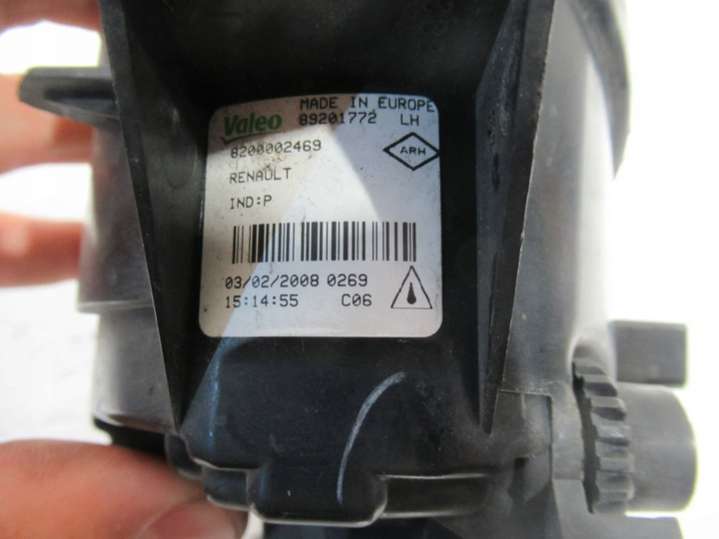 MADE IN EUROPE
Valeo 89201772 LH
8200002469
ARH
RENAULT
IND:P
03/02/2008 0269
15:14:55 C06